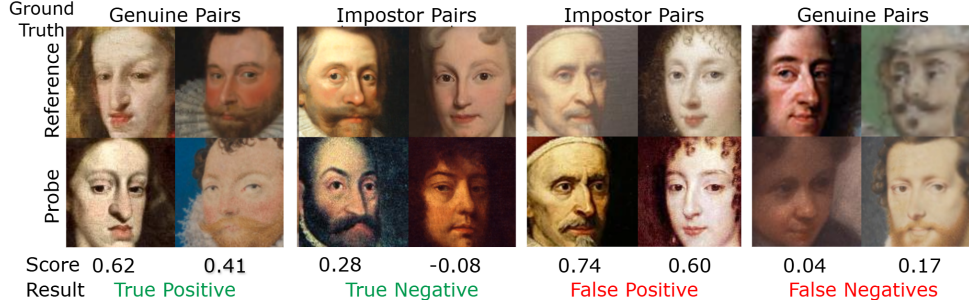 Ground Truth
Genuine Pairs
Impostor Pairs
Impostor Pairs
Genuine Pairs
Reference
Probe
Score 0.62 0.41 0.28 -0.08 0.74 0.60 0.04 0.17
Result True Positive True Negative False Positive False Negatives